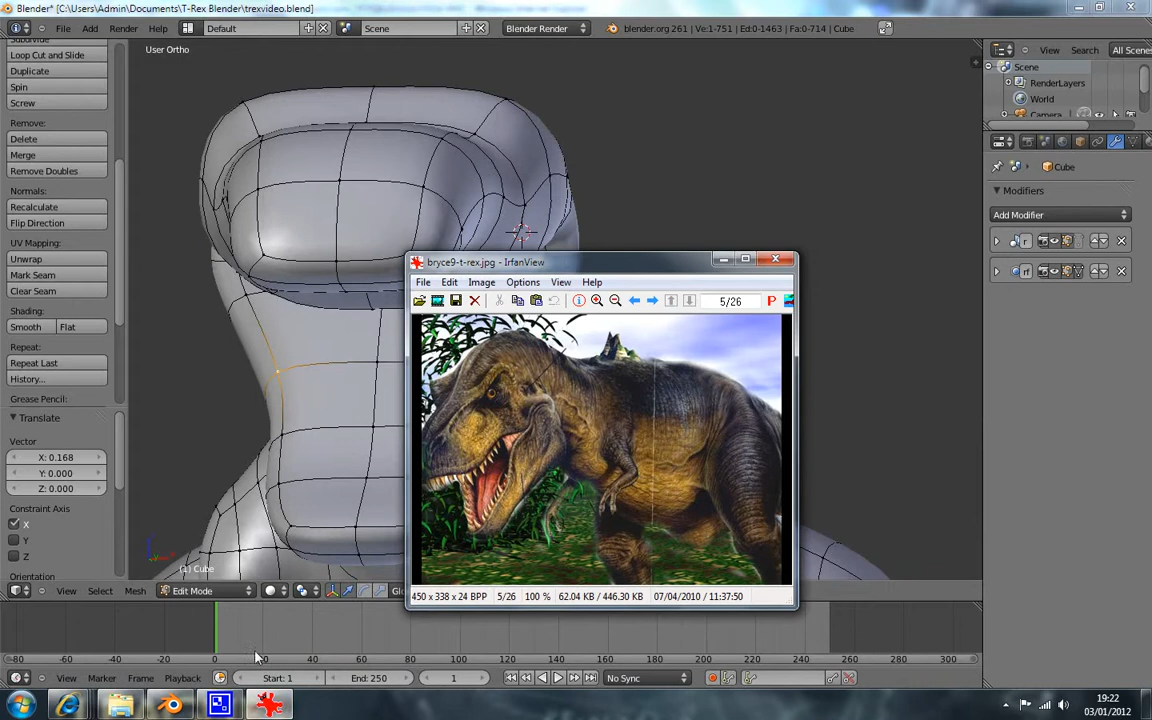 Blender* [C:\Users\Admin\Documents\T-Rex Blender\trexvideo.blend]
File Add Render Help Default Scene Blender Render blender.org 261 | Ve:1-751 | Ed:0-1463 | Fa:0-714 | Cube
Subdivide
Loop Cut and Slide
Duplicate
Spin
Screw
Remove:
Delete
Merge
Remove Doubles
Normals:
Recalculate
Flip Direction
UV Mapping:
Unwrap
Mark Seam
Clear Seam
Shading:
Smooth Flat
Repeat:
Repeat Last
History...
Grease Pencil:
Translate
Vector
X: 0.168
Y: 0.000
Z: 0.000
Constraint Axis
X
Y
Z
Orientation
User Ortho
(1) Cube
View Select Mesh Edit Mode Glo
bryce9-t-rex.jpg - IrfanView
File Edit Image Options View Help
5/26
450 x 338 x 24 BPP 5/26 100 % 62.04 KB / 446.30 KB 07/04/2010 / 11:37:50
View Search All Scenes
Scene
RenderLayers
World
Camera
Cube
Modifiers
Add Modifier
-80 -60 -40 -20 0 20 40 60 80 100 120 140 160 180 200 220 240 260 280 300
View Marker Frame Playback Start: 1 End: 250 1 No Sync
19:22
03/01/2012